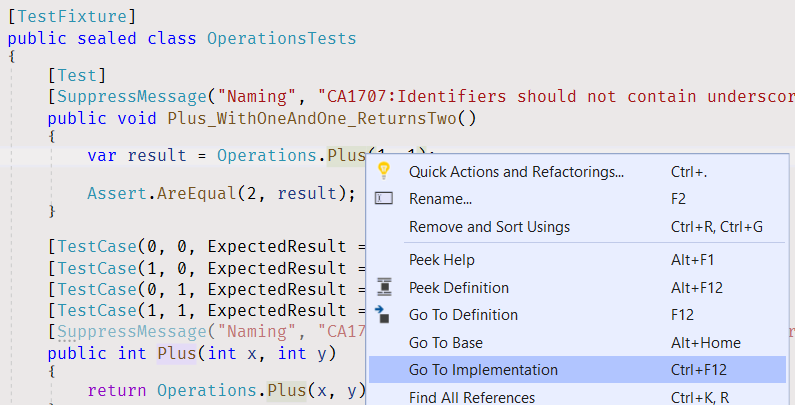 [TestFixture]
public sealed class OperationsTests
{
[Test]
[SuppressMessage("Naming", "CA1707:Identifiers should not contain underscor
public void Plus_WithOneAndOne_ReturnsTwo()
{
var result = Operations.Plus(1, 1);
Assert.AreEqual(2, result);
}
[TestCase(0, 0, ExpectedResult =
[TestCase(1, 0, ExpectedResult =
[TestCase(0, 1, ExpectedResult =
[TestCase(1, 1, ExpectedResult =
[SuppressMessage("Naming", "CA17
public int Plus(int x, int y)
{
return Operations.Plus(x, y)
Quick Actions and Refactorings... Ctrl+.
Rename... F2
Remove and Sort Usings Ctrl+R, Ctrl+G
Peek Help Alt+F1
Peek Definition Alt+F12
Go To Definition F12
Go To Base Alt+Home
Go To Implementation Ctrl+F12
Find All References Ctrl+K, R